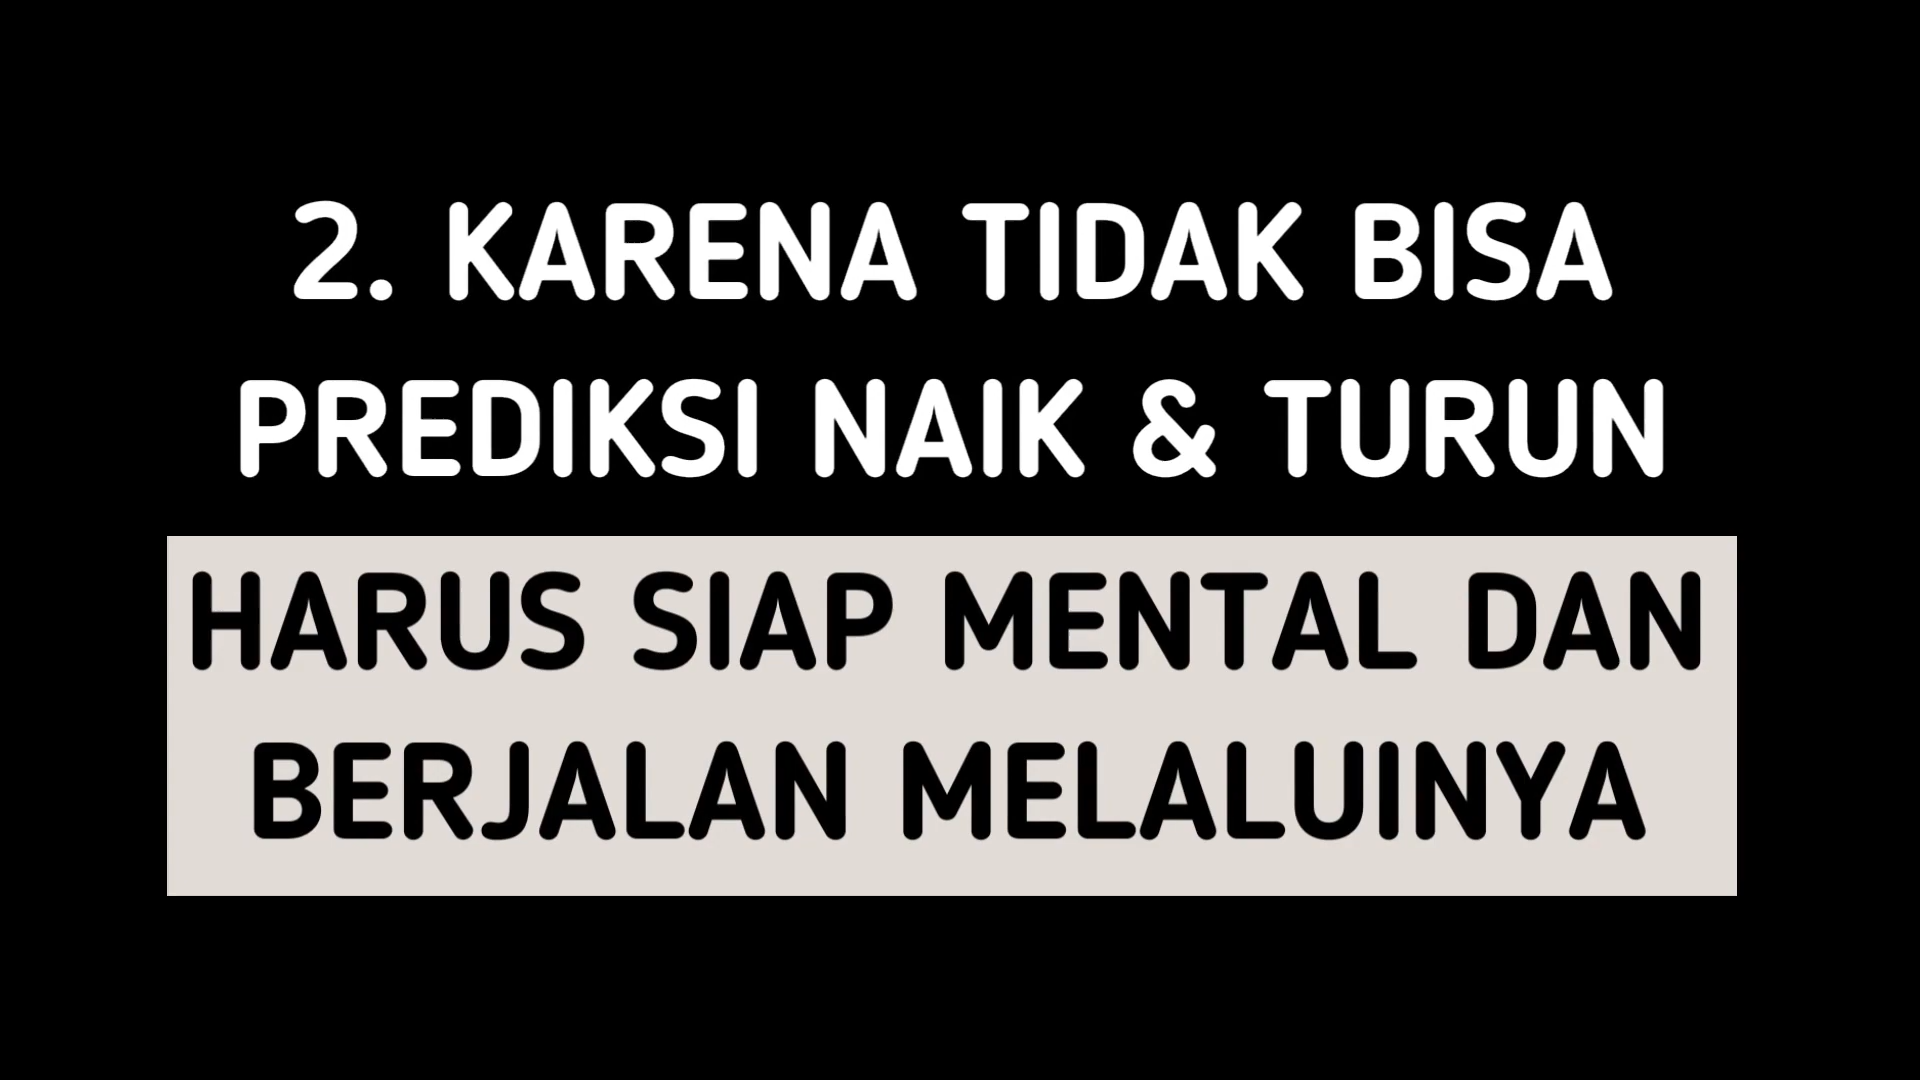 2. KARENA TIDAK BISA
PREDIKSI NAIK & TURUN
HARUS SIAP MENTAL DAN
BERJALAN MELALUINYA